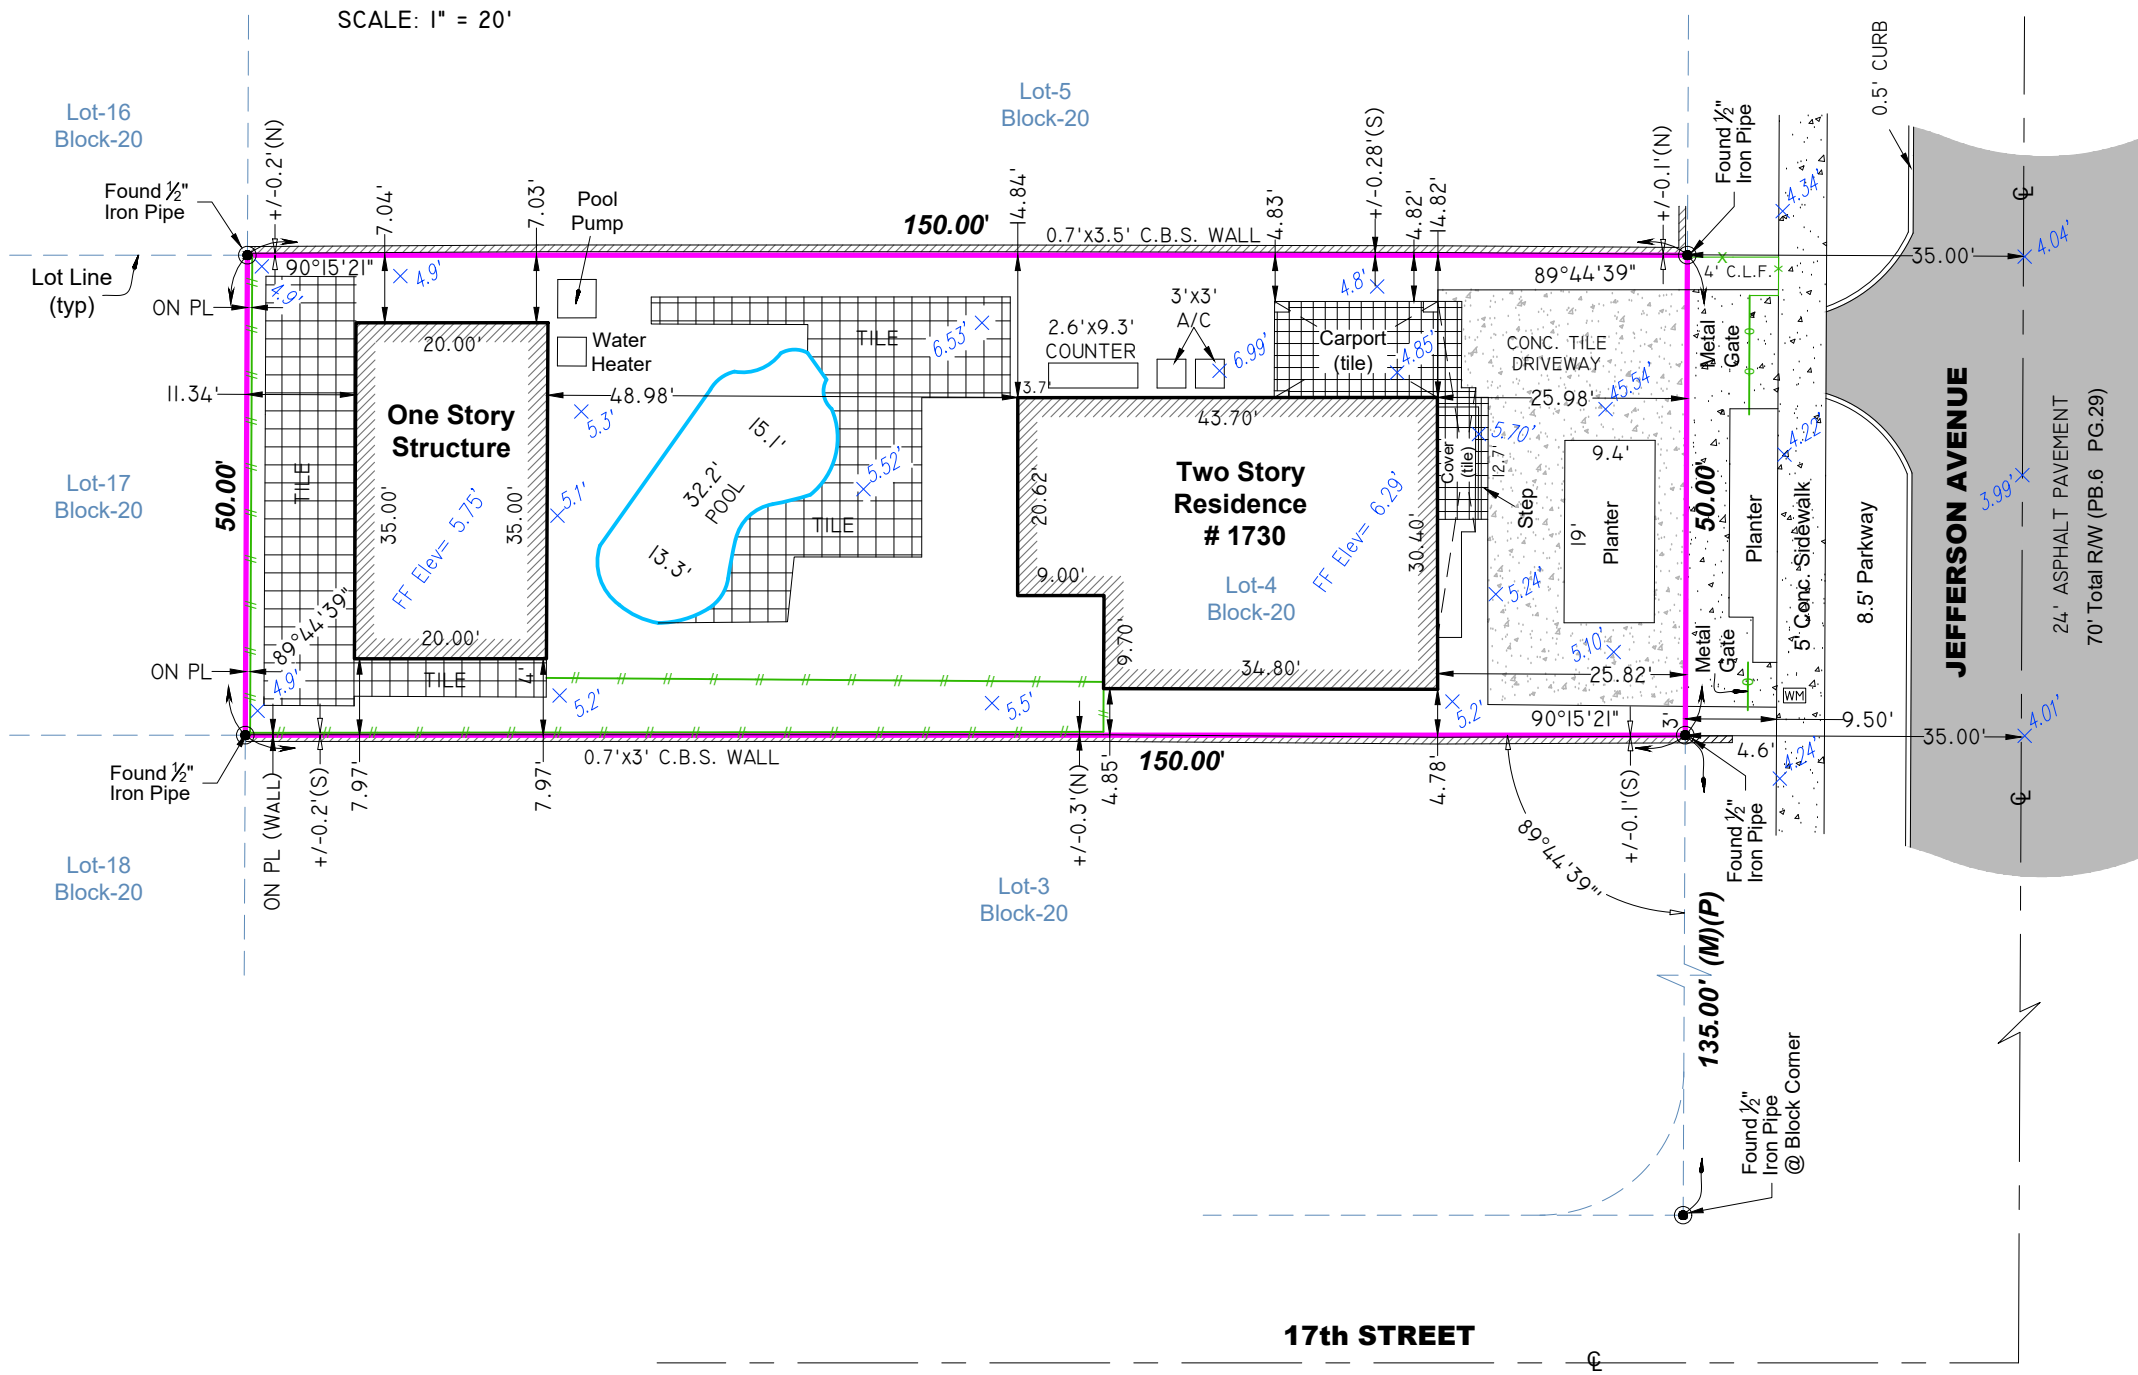 SCALE: 1" = 20'
Lot-16
Block-20
Lot-5
Block-20
0.5' CURB
Found ½"
Iron Pipe
+/-0.2'(N)
7.04'
7.03'
Pool
Pump
150.00'
4.84'
0.7'x3.5' C.B.S. WALL
4.83'
+/-0.28'(S)
4.82'
4.82'
+/-0.1'(N)
Found ½"
Iron Pipe
4.34'
℄
4.04'
35.00'
Lot Line
(typ)
ON PL
90°15'21"
4.9'
4.9'
4.8'
89°44'39"
4' C.L.F.
Water
Heater
TILE
6.53'
2.6'x9.3'
COUNTER
3'x3'
A/C
6.99'
Carport
(tile)
4.85'
CONC. TILE
DRIVEWAY
Metal
Gate
20.00'
11.34'
48.98'
3.7'
43.70'
25.98'
45.54'
One Story
Structure
5.3'
15.1'
32.2'
POOL
13.3'
5.52'
TILE
Two Story
Residence
# 1730
20.62'
Cover
(tile)
12.7'
5.70'
Step
9.4'
19'
Planter
50.00'
Planter
4.22'
5' Conc. Sidewalk
8.5' Parkway
JEFFERSON AVENUE
3.99'
24' ASPHALT PAVEMENT
70' Total R/W (PB.6 PG.29)
Lot-17
Block-20
50.00'
TILE
35.00'
FF Elev= 5.75'
35.00'
5.1'
FF Elev= 6.29'
30.40'
9.00'
Lot-4
Block-20
5.24'
5.10'
9.70'
34.80'
25.82'
Metal
Gate
WM
89°44'39"
20.00'
ON PL
4.9'
TILE
4'
5.2'
5.5'
5.2'
90°15'21"
3'
9.50'
4.01'
35.00'
4.6'
4.24'
0.7'x3' C.B.S. WALL
150.00'
Found ½"
Iron Pipe
ON PL (WALL)
+/-0.2'(S)
7.97'
7.97'
+/-0.3'(N)
4.85'
4.78'
89°44'39"
+/-0.1'(S)
Found ½"
Iron Pipe
℄
Lot-18
Block-20
Lot-3
Block-20
135.00' (M)(P)
Found ½"
Iron Pipe
@ Block Corner
17th STREET
℄